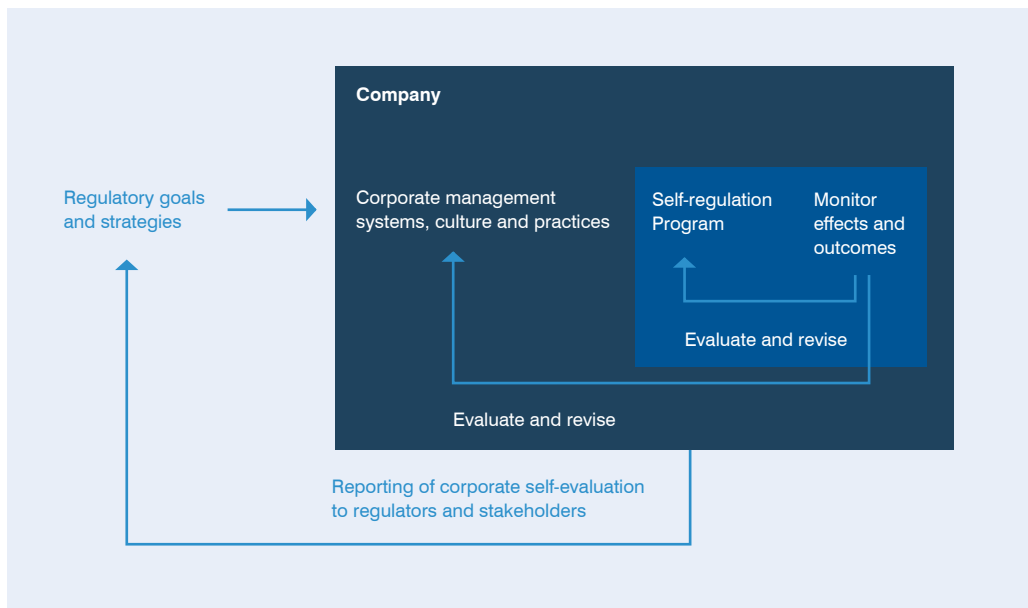 Company
Regulatory goals
and strategies
Corporate management
systems, culture and practices
Self-regulation
Program
Monitor
effects and
outcomes
Evaluate and revise
Evaluate and revise
Reporting of corporate self-evaluation
to regulators and stakeholders